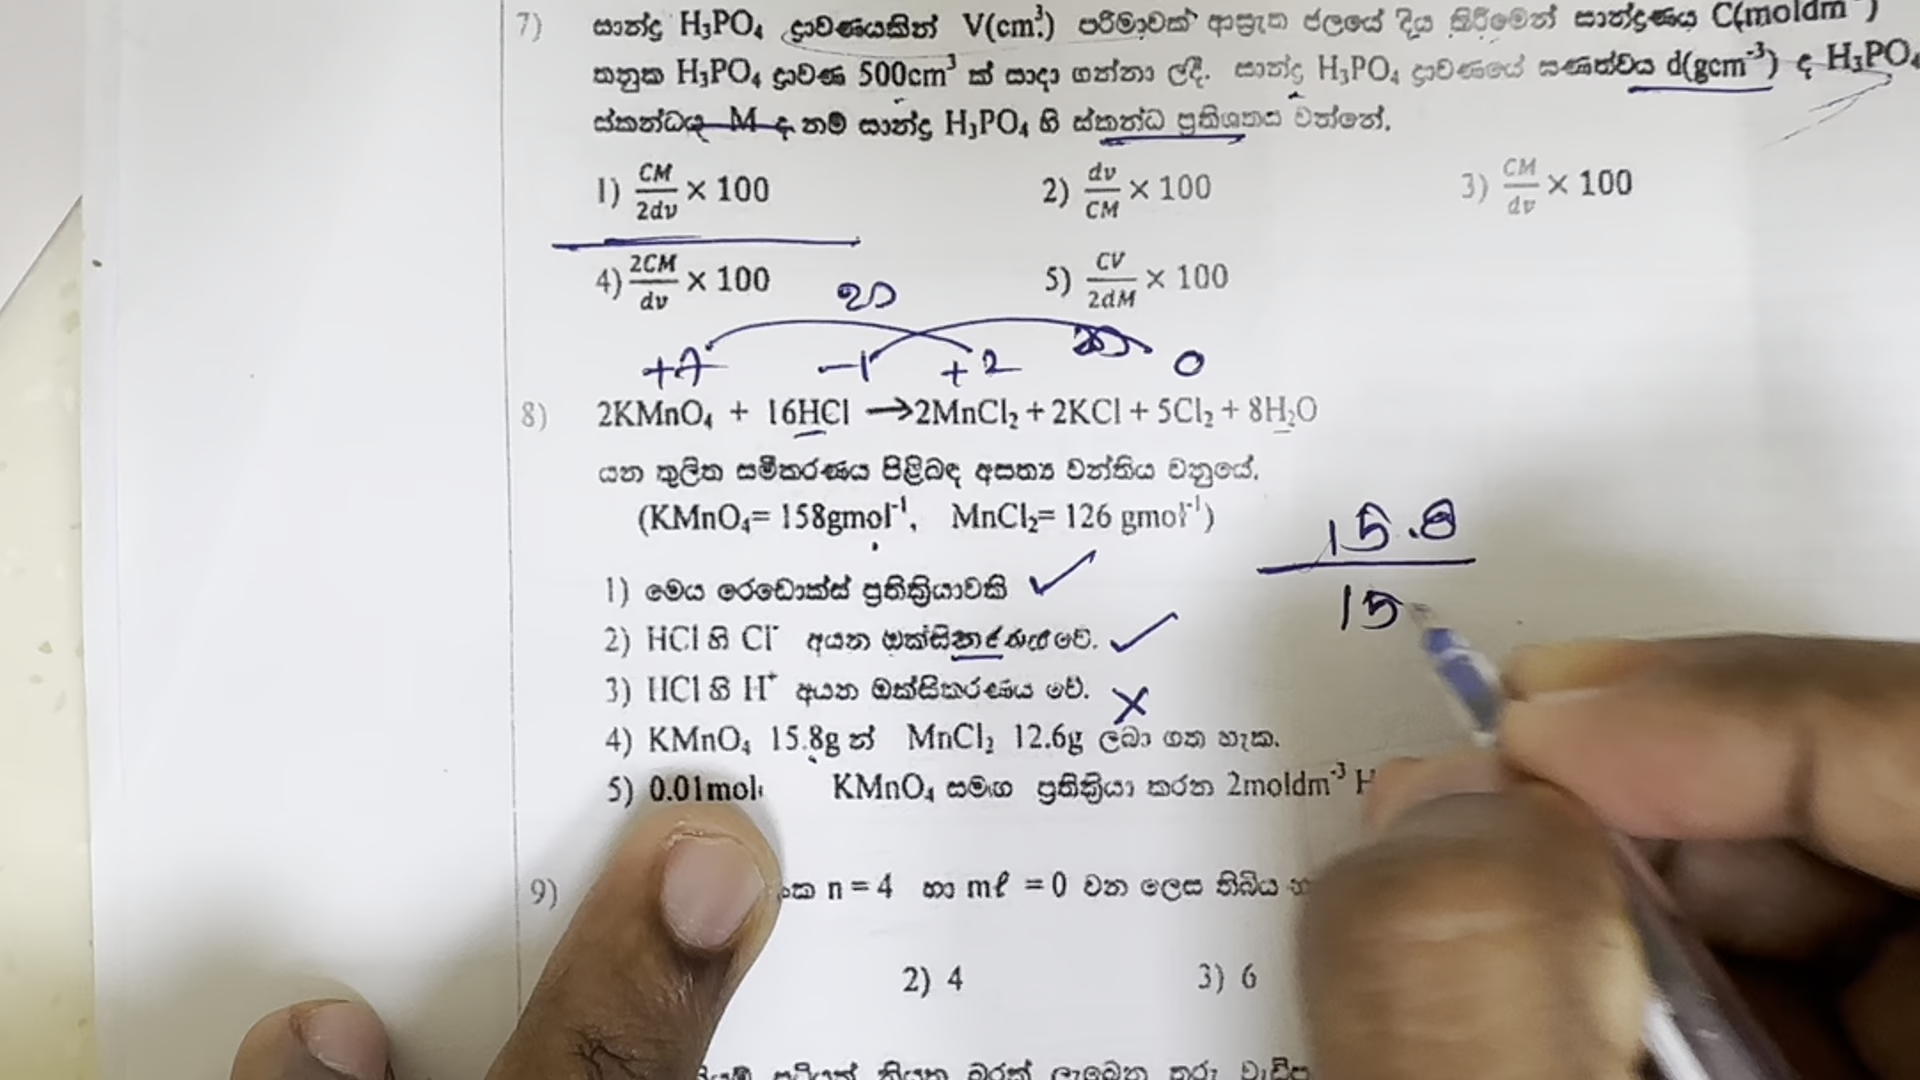 7) සාන්ද්‍ර H₃PO₄ ද්‍රාවණයකින් V(cm³) පරිමාවක් ආස්‍රැත ජලයේ දිය කිරීමෙන් සාන්ද්‍රණය C(moldm⁻
තනුක H₃PO₄ ද්‍රාවණ 500cm³ ක් සාදා ගන්නා ලදී. සාන්ද්‍ර H₃PO₄ ද්‍රාවණයේ ඝණත්වය d(gcm⁻³) ද H₃PO₄
ස්කන්ධය M ද නම් සාන්ද්‍ර H₃PO₄ හි ස්කන්ධ ප්‍රතිශතය වන්නේ,
1) CM/2dv × 100 2) dv/CM × 100 3) CM/dv × 100
4) 2CM/dv × 100 5) CV/2dM × 100
+7 -1 +2 0
8) 2KMnO₄ + 16HCl → 2MnCl₂ + 2KCl + 5Cl₂ + 8H₂O
යන තුලිත සමීකරණය පිළිබඳ අසත්‍ය වන්නිය වනුයේ,
(KMnO₄= 158gmol⁻¹, MnCl₂= 126 gmol⁻¹)
15.8
15
1) මෙය රෙඩොක්ස් ප්‍රතික්‍රියාවකි ✓
2) HCl හි Cl⁻ අයන වේ. ✓
3) HCl හි H⁺ අයන ඔක්සිකරණය වේ. ✗
4) KMnO₄ 15.8g න් MnCl₂ 12.6g ලබා ගත හැක.
5) 0.01mol KMnO₄ සමඟ ප්‍රතික්‍රියා කරන 2moldm⁻³ H
9) n = 4 හා mℓ = 0 වන ලෙස තිබිය
2) 4 3) 6